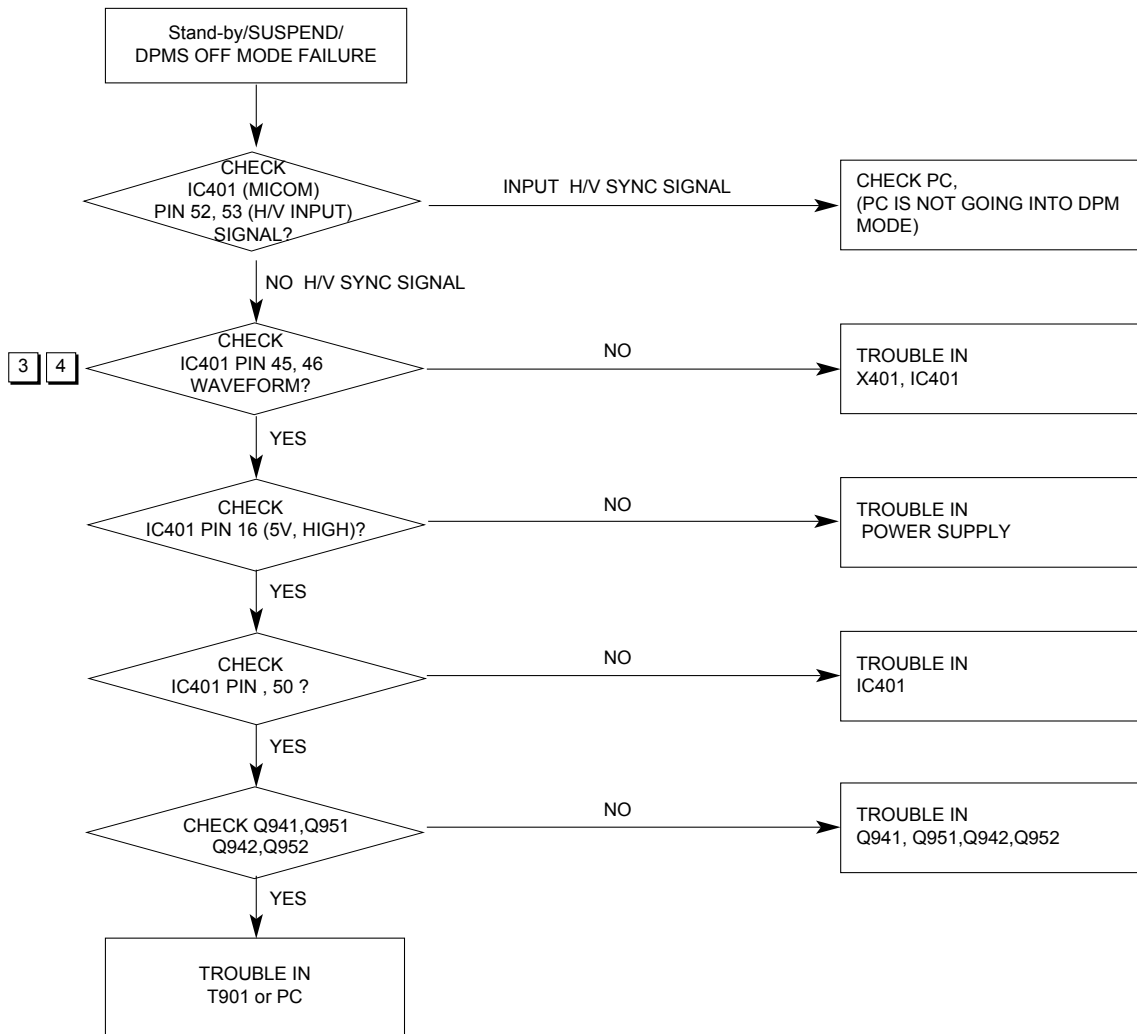 Stand-by/SUSPEND/
DPMS OFF MODE FAILURE
CHECK
IC401 (MICOM)
PIN 52, 53 (H/V INPUT)
SIGNAL?
INPUT H/V SYNC SIGNAL
CHECK PC,
(PC IS NOT GOING INTO DPM
MODE)
NO H/V SYNC SIGNAL
3 4
CHECK
IC401 PIN 45, 46
WAVEFORM?
NO
TROUBLE IN
X401, IC401
YES
CHECK
IC401 PIN 16 (5V, HIGH)?
NO
TROUBLE IN
POWER SUPPLY
YES
CHECK
IC401 PIN , 50 ?
NO
TROUBLE IN
IC401
YES
CHECK Q941,Q951
Q942,Q952
NO
TROUBLE IN
Q941, Q951,Q942,Q952
YES
TROUBLE IN
T901 or PC